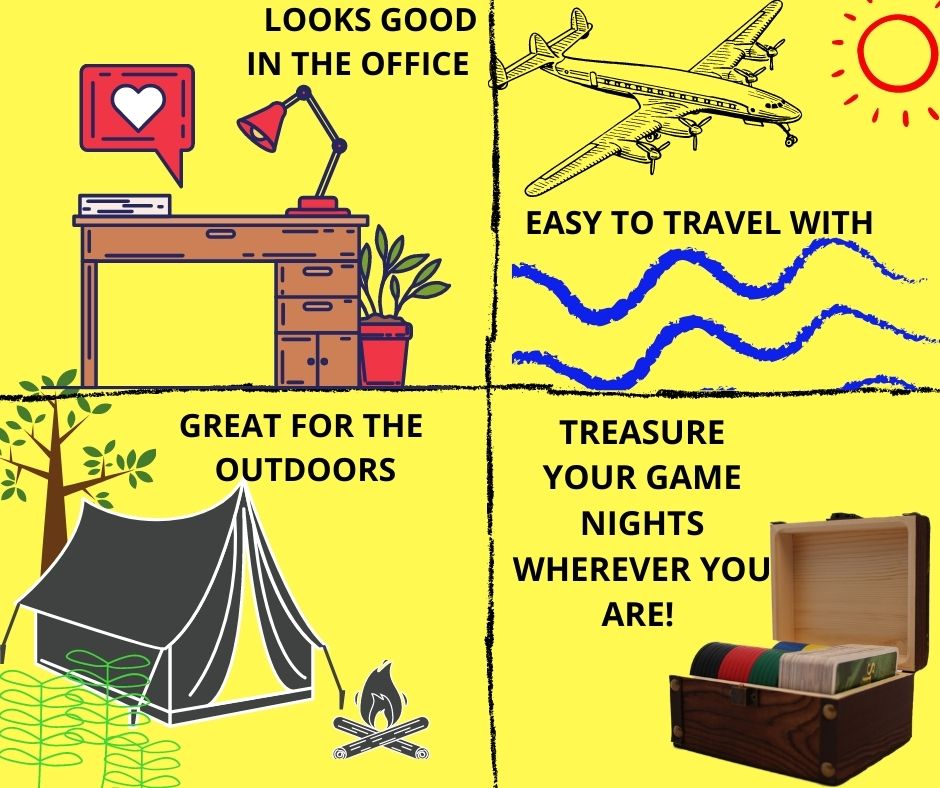 LOOKS GOOD
IN THE OFFICE
EASY TO TRAVEL WITH
GREAT FOR THE
OUTDOORS
TREASURE
YOUR GAME
NIGHTS
WHEREVER YOU
ARE!